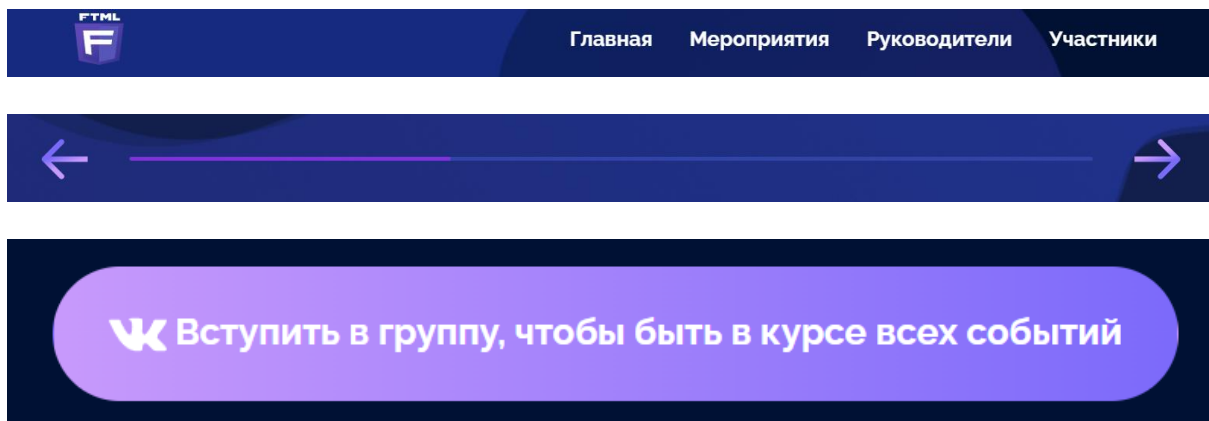 FTML
F
Главная Мероприятия Руководители Участники
Вступить в группу, чтобы быть в курсе всех событий